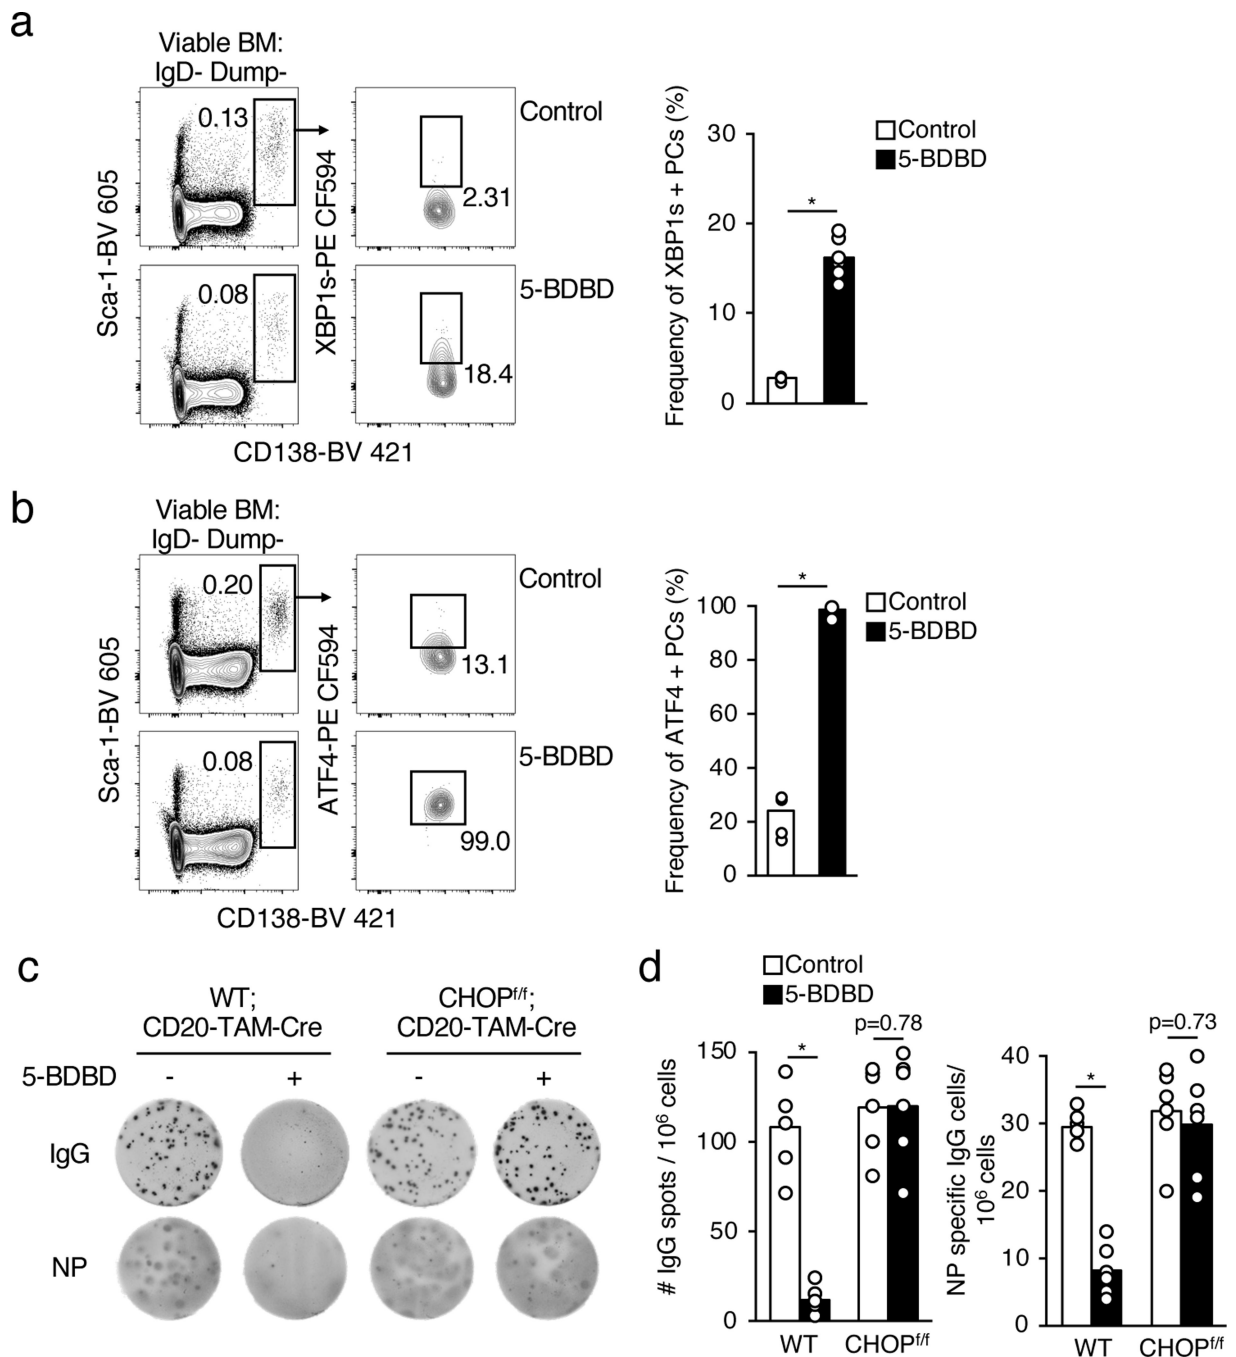 a
Viable BM:
IgD- Dump-
0.13
Control
2.31
0.08
5-BDBD
18.4
Sca-1-BV 605
XBP1s-PE CF594
CD138-BV 421
Frequency of XBP1s + PCs (%)
30
20
10
0
*
Control
5-BDBD
b
Viable BM:
IgD- Dump-
0.20
Control
13.1
0.08
5-BDBD
99.0
Sca-1-BV 605
ATF4-PE CF594
CD138-BV 421
Frequency of ATF4 + PCs (%)
100
80
60
40
20
0
*
Control
5-BDBD
c
WT;
CD20-TAM-Cre
CHOPf/f;
CD20-TAM-Cre
5-BDBD - + - +
IgG
NP
d
Control
5-BDBD
# IgG spots / 10⁶ cells
150
100
50
0
*
p=0.78
WT CHOPf/f
NP specific IgG cells/
10⁶ cells
40
30
20
10
0
*
p=0.73
WT CHOPf/f